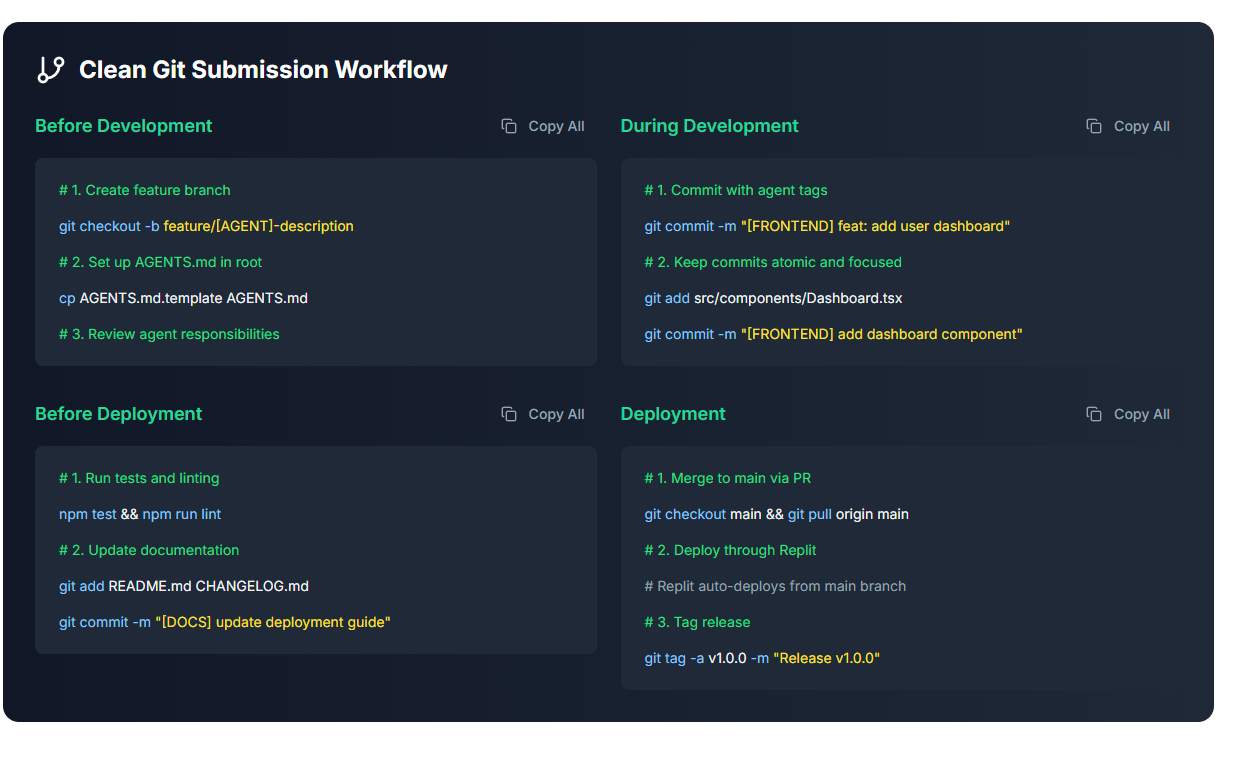 Clean Git Submission Workflow
Before Development
Copy All
# 1. Create feature branch
git checkout -b feature/[AGENT]-description
# 2. Set up AGENTS.md in root
cp AGENTS.md.template AGENTS.md
# 3. Review agent responsibilities
During Development
Copy All
# 1. Commit with agent tags
git commit -m "[FRONTEND] feat: add user dashboard"
# 2. Keep commits atomic and focused
git add src/components/Dashboard.tsx
git commit -m "[FRONTEND] add dashboard component"
Before Deployment
Copy All
# 1. Run tests and linting
npm test && npm run lint
# 2. Update documentation
git add README.md CHANGELOG.md
git commit -m "[DOCS] update deployment guide"
Deployment
Copy All
# 1. Merge to main via PR
git checkout main && git pull origin main
# 2. Deploy through Replit
# Replit auto-deploys from main branch
# 3. Tag release
git tag -a v1.0.0 -m "Release v1.0.0"